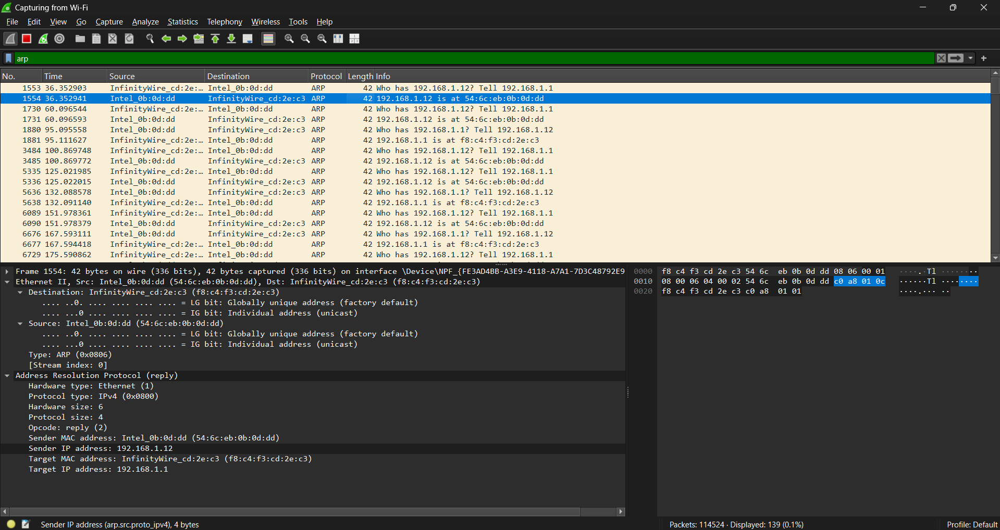 Capturing from Wi-Fi
File Edit View Go Capture Analyze Statistics Telephony Wireless Tools Help
arp
No. Time Source Destination Protocol Length Info
1553 36.352903 InfinityWire_cd:2e:… Intel_0b:0d:dd ARP 42 Who has 192.168.1.12? Tell 192.168.1.1
1554 36.352941 Intel_0b:0d:dd InfinityWire_cd:2e:c3 ARP 42 192.168.1.12 is at 54:6c:eb:0b:0d:dd
1730 60.096544 InfinityWire_cd:2e:… Intel_0b:0d:dd ARP 42 Who has 192.168.1.12? Tell 192.168.1.1
1731 60.096593 Intel_0b:0d:dd InfinityWire_cd:2e:c3 ARP 42 192.168.1.12 is at 54:6c:eb:0b:0d:dd
1880 95.095558 Intel_0b:0d:dd InfinityWire_cd:2e:c3 ARP 42 Who has 192.168.1.1? Tell 192.168.1.12
1881 95.111627 InfinityWire_cd:2e:… Intel_0b:0d:dd ARP 42 192.168.1.1 is at f8:c4:f3:cd:2e:c3
3484 100.869748 InfinityWire_cd:2e:… Intel_0b:0d:dd ARP 42 Who has 192.168.1.12? Tell 192.168.1.1
3485 100.869772 Intel_0b:0d:dd InfinityWire_cd:2e:c3 ARP 42 192.168.1.12 is at 54:6c:eb:0b:0d:dd
5335 125.021985 InfinityWire_cd:2e:… Intel_0b:0d:dd ARP 42 Who has 192.168.1.12? Tell 192.168.1.1
5336 125.022015 Intel_0b:0d:dd InfinityWire_cd:2e:c3 ARP 42 192.168.1.12 is at 54:6c:eb:0b:0d:dd
5636 132.088578 Intel_0b:0d:dd InfinityWire_cd:2e:c3 ARP 42 Who has 192.168.1.1? Tell 192.168.1.12
5638 132.091140 InfinityWire_cd:2e:… Intel_0b:0d:dd ARP 42 192.168.1.1 is at f8:c4:f3:cd:2e:c3
6089 151.978361 InfinityWire_cd:2e:… Intel_0b:0d:dd ARP 42 Who has 192.168.1.12? Tell 192.168.1.1
6090 151.978379 Intel_0b:0d:dd InfinityWire_cd:2e:c3 ARP 42 192.168.1.12 is at 54:6c:eb:0b:0d:dd
6676 167.593111 Intel_0b:0d:dd InfinityWire_cd:2e:c3 ARP 42 Who has 192.168.1.1? Tell 192.168.1.12
6677 167.594418 InfinityWire_cd:2e:… Intel_0b:0d:dd ARP 42 192.168.1.1 is at f8:c4:f3:cd:2e:c3
6729 175.590862 InfinityWire_cd:2e:… Intel_0b:0d:dd ARP 42 Who has 192.168.1.12? Tell 192.168.1.1
Frame 1554: 42 bytes on wire (336 bits), 42 bytes captured (336 bits) on interface \Device\NPF_{FE3AD4BB-A3E9-4118-A7A1-7D3C48792E9
Ethernet II, Src: Intel_0b:0d:dd (54:6c:eb:0b:0d:dd), Dst: InfinityWire_cd:2e:c3 (f8:c4:f3:cd:2e:c3)
Destination: InfinityWire_cd:2e:c3 (f8:c4:f3:cd:2e:c3)
.... ..0. .... .... .... .... = LG bit: Globally unique address (factory default)
.... ...0 .... .... .... .... = IG bit: Individual address (unicast)
Source: Intel_0b:0d:dd (54:6c:eb:0b:0d:dd)
.... ..0. .... .... .... .... = LG bit: Globally unique address (factory default)
.... ...0 .... .... .... .... = IG bit: Individual address (unicast)
Type: ARP (0x0806)
[Stream index: 0]
Address Resolution Protocol (reply)
Hardware type: Ethernet (1)
Protocol type: IPv4 (0x0800)
Hardware size: 6
Protocol size: 4
Opcode: reply (2)
Sender MAC address: Intel_0b:0d:dd (54:6c:eb:0b:0d:dd)
Sender IP address: 192.168.1.12
Target MAC address: InfinityWire_cd:2e:c3 (f8:c4:f3:cd:2e:c3)
Target IP address: 192.168.1.1
0000 f8 c4 f3 cd 2e c3 54 6c eb 0b 0d dd 08 06 00 01 ····.·Tl ········
0010 08 00 06 04 00 02 54 6c eb 0b 0d dd c0 a8 01 0c ······Tl ········
0020 f8 c4 f3 cd 2e c3 c0 a8 01 01 ····.··· ··
Sender IP address (arp.src.proto_ipv4), 4 bytes
Packets: 114524 · Displayed: 139 (0.1%)
Profile: Default